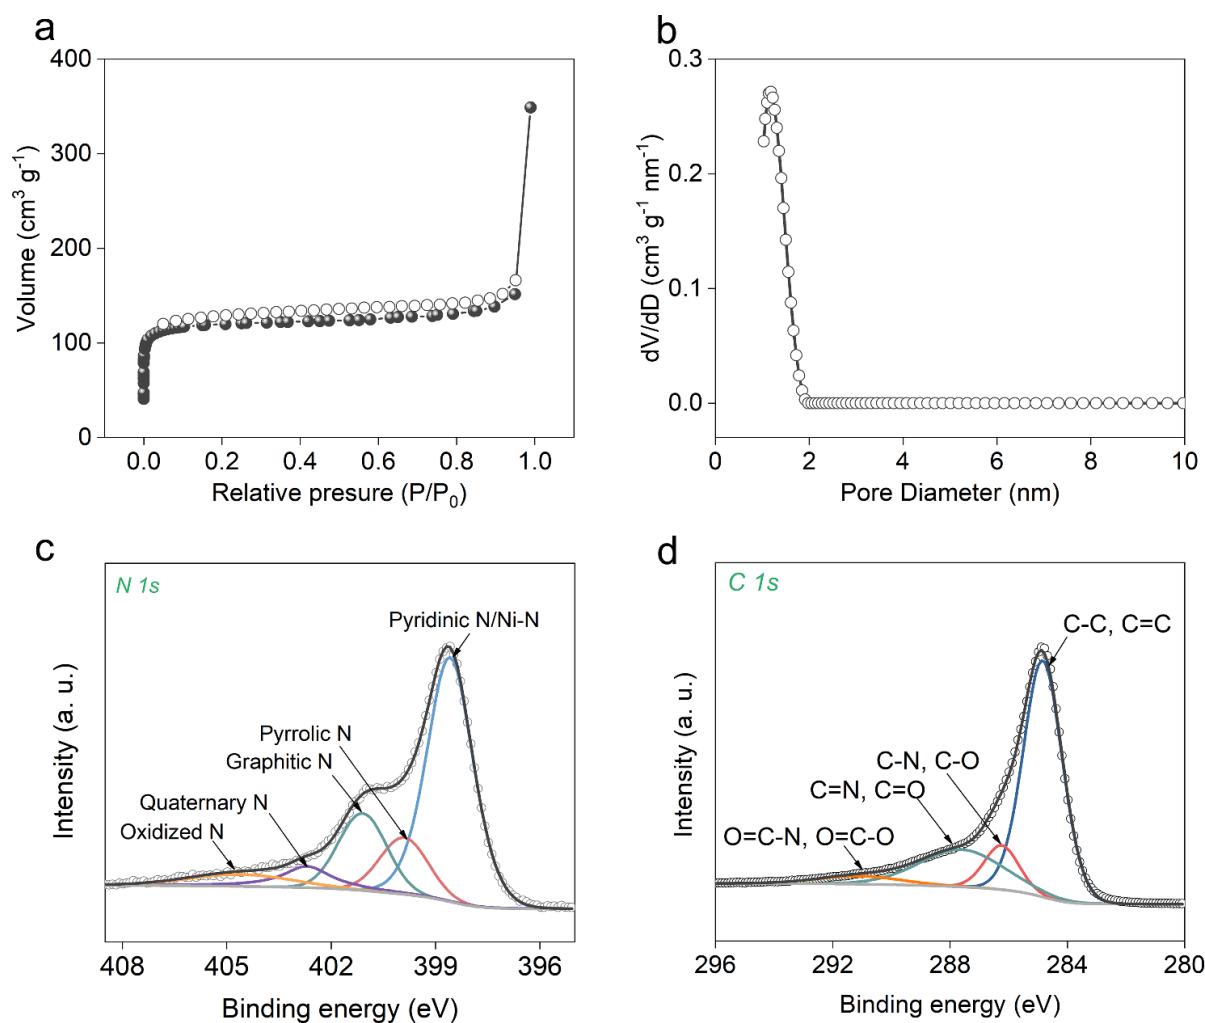 a
400
300
200
100
0
Volume (cm³ g⁻¹)
0.0 0.2 0.4 0.6 0.8 1.0
Relative presure (P/P₀)
b
0.3
0.2
0.1
0.0
dV/dD (cm³ g⁻¹ nm⁻¹)
0 2 4 6 8 10
Pore Diameter (nm)
c
N 1s
Pyridinic N/Ni-N
Pyrrolic N
Graphitic N
Quaternary N
Oxidized N
Intensity (a. u.)
408 405 402 399 396
Binding energy (eV)
d
C 1s
C-C, C=C
C-N, C-O
C=N, C=O
O=C-N, O=C-O
Intensity (a. u.)
296 292 288 284 280
Binding energy (eV)